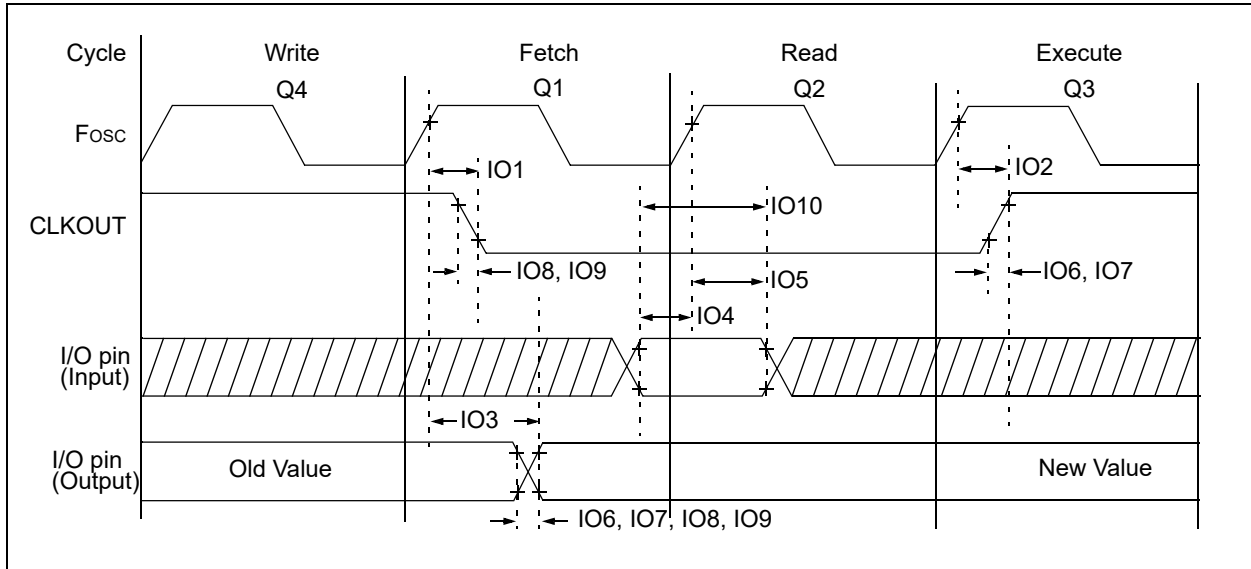 Cycle Write Fetch Read Execute
Q4 Q1 Q2 Q3
Fosc
IO1 IO2
IO10
CLKOUT
IO8, IO9 IO6, IO7
IO5
IO4
I/O pin
(Input)
IO3
I/O pin
(Output)
Old Value New Value
IO6, IO7, IO8, IO9